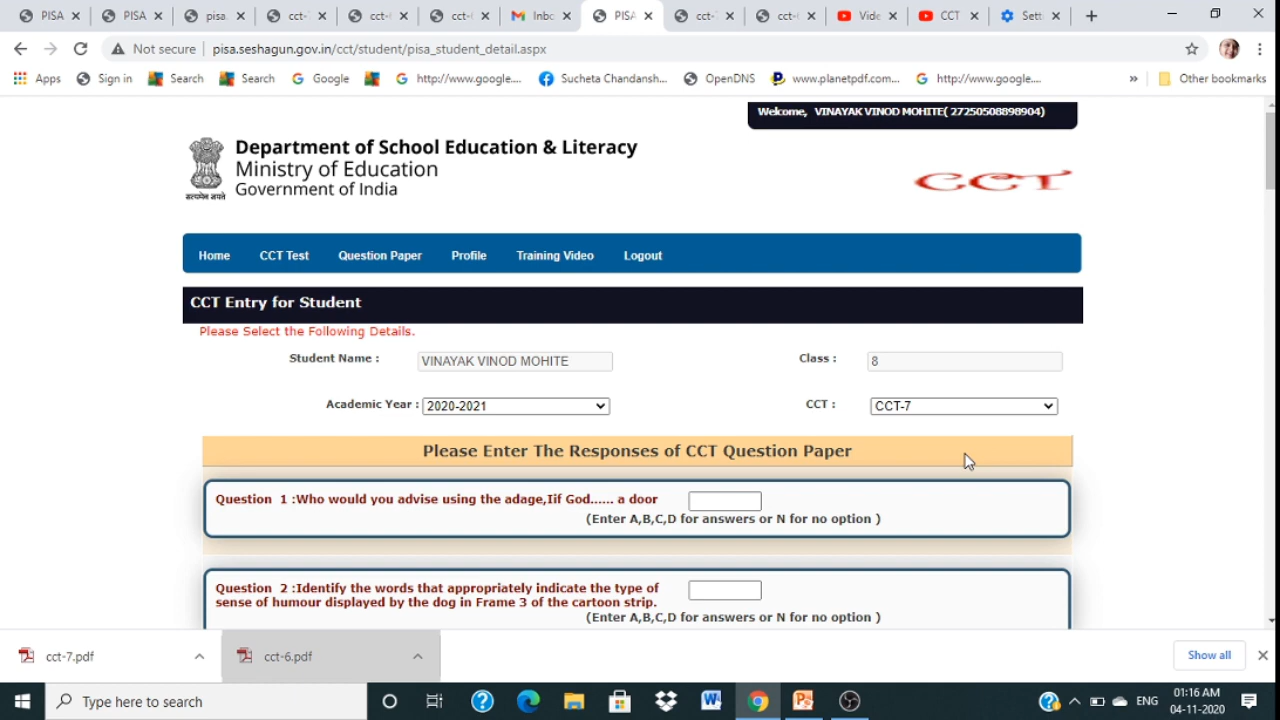 PISA
PISA
pisa.
cct-
cct-
cct-
Inbo
PISA
cct-
cct-
Vide
CCT
Sett
Not secure
pisa.seshagun.gov.in/cct/student/pisa_student_detail.aspx
Apps
Sign in
Search
Search
Google
http://www.google....
Sucheta Chandansh...
OpenDNS
www.planetpdf.com...
http://www.google....
»
Other bookmarks
Welcome, VINAYAK VINOD MOHITE( 27250508898904)
Department of School Education & Literacy
Ministry of Education
Government of India
सत्यमेव जयते
CCT
Home CCT Test Question Paper Profile Training Video Logout
CCT Entry for Student
Please Select the Following Details.
Student Name : VINAYAK VINOD MOHITE Class : 8
Academic Year : 2020-2021 CCT : CCT-7
Please Enter The Responses of CCT Question Paper
Question 1 :Who would you advise using the adage,Iif God...... a door
(Enter A,B,C,D for answers or N for no option )
Question 2 :Identify the words that appropriately indicate the type of
sense of humour displayed by the dog in Frame 3 of the cartoon strip.
(Enter A,B,C,D for answers or N for no option )
cct-7.pdf
cct-6.pdf
Show all
Type here to search
ENG
01:16 AM
04-11-2020